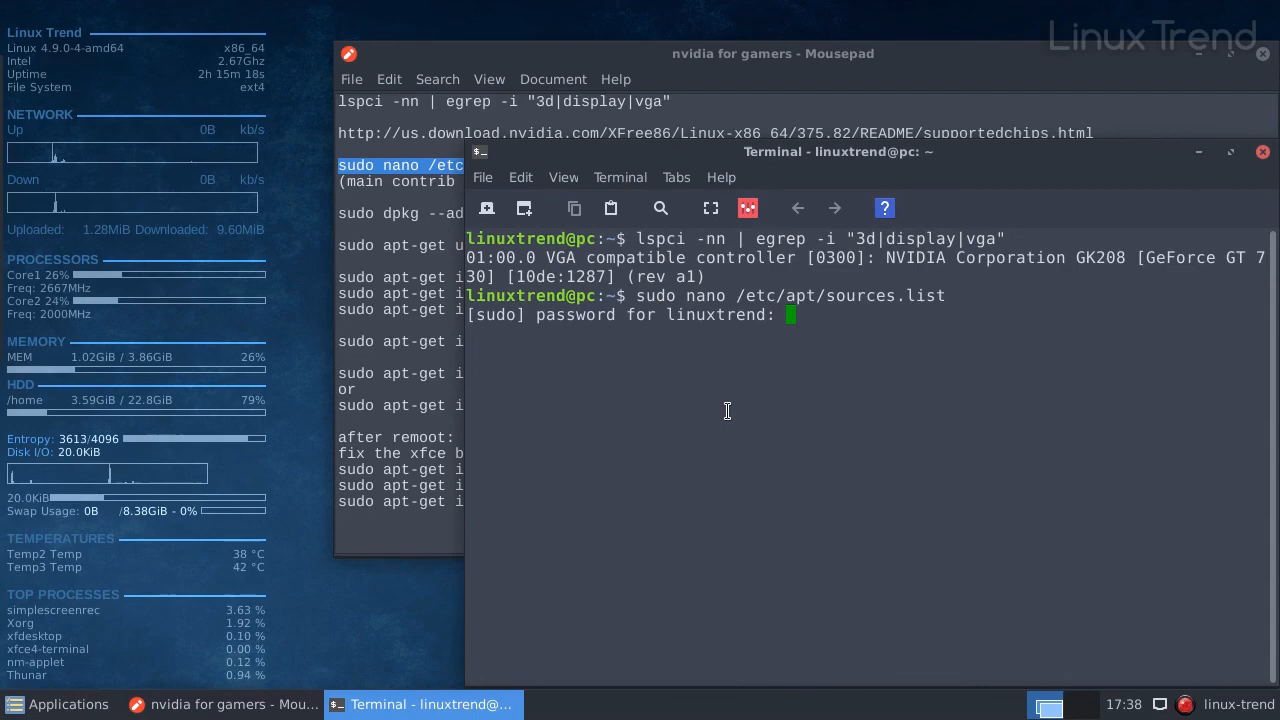 Linux Trend
Linux 4.9.0-4-amd64 x86_64
Intel 2.67Ghz
Uptime 2h 15m 18s
File System ext4
NETWORK
Up 0B kb/s
Down 0B kb/s
Uploaded: 1.28MiB Downloaded: 9.60MiB
PROCESSORS
Core1 26%
Freq: 2667MHz
Core2 24%
Freq: 2000MHz
MEMORY
MEM 1.02GiB / 3.86GiB 26%
HDD
/home 3.59GiB / 22.8GiB 79%
Entropy: 3613/4096
Disk I/O: 20.0KiB
20.0KiB
Swap Usage: 0B /8.38GiB - 0%
TEMPERATURES
Temp2 Temp 38 °C
Temp3 Temp 42 °C
TOP PROCESSES
simplescreenrec 3.63 %
Xorg 1.92 %
xfdesktop 0.10 %
xfce4-terminal 0.00 %
nm-applet 0.12 %
Thunar 0.94 %
Linux Trend
nvidia for gamers - Mousepad
File Edit Search View Document Help
lspci -nn | egrep -i "3d|display|vga"
http://us.download.nvidia.com/XFree86/Linux-x86_64/375.82/README/supportedchips.html
sudo nano /etc
(main contrib
sudo dpkg --ad
sudo apt-get u
sudo apt-get i
sudo apt-get i
sudo apt-get i
sudo apt-get i
sudo apt-get i
or
sudo apt-get i
after remoot:
fix the xfce b
sudo apt-get i
sudo apt-get i
sudo apt-get i
Terminal - linuxtrend@pc: ~
File Edit View Terminal Tabs Help
linuxtrend@pc:~$ lspci -nn | egrep -i "3d|display|vga"
01:00.0 VGA compatible controller [0300]: NVIDIA Corporation GK208 [GeForce GT 7
30] [10de:1287] (rev a1)
linuxtrend@pc:~$ sudo nano /etc/apt/sources.list
[sudo] password for linuxtrend:
Applications nvidia for gamers - Mou... Terminal - linuxtrend@... 17:38 linux-trend